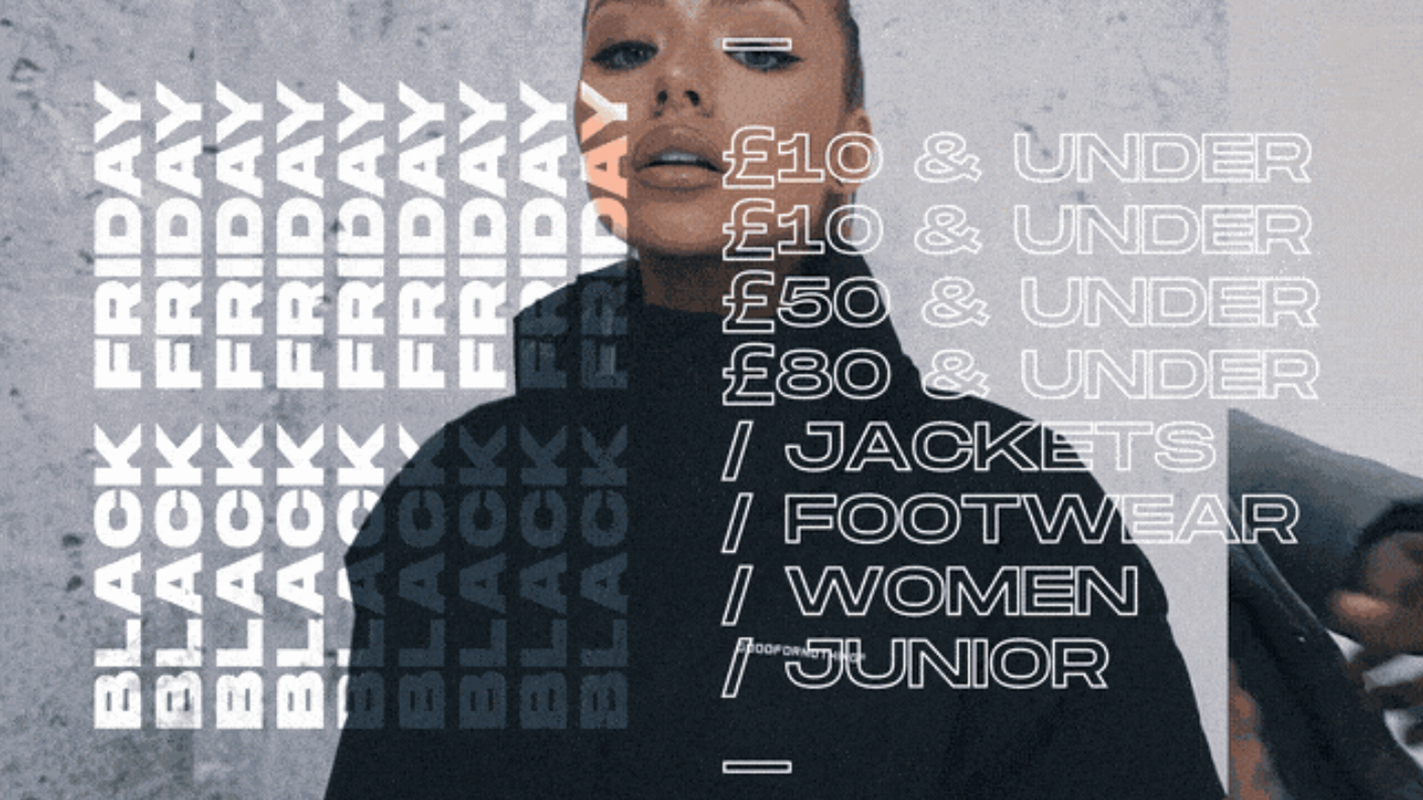 BLACK FRIDAY
BLACK FRIDAY
BLACK FRIDAY
BLACK FRIDAY
BLACK FRIDAY
BLACK FRIDAY
BLACK FRIDAY
BLACK FRIDAY
BLACK FRIDAY
£10 & UNDER
£10 & UNDER
£50 & UNDER
£80 & UNDER
/ JACKETS
/ FOOTWEAR
/ WOMEN
/ JUNIOR
GOODFORNOTHING